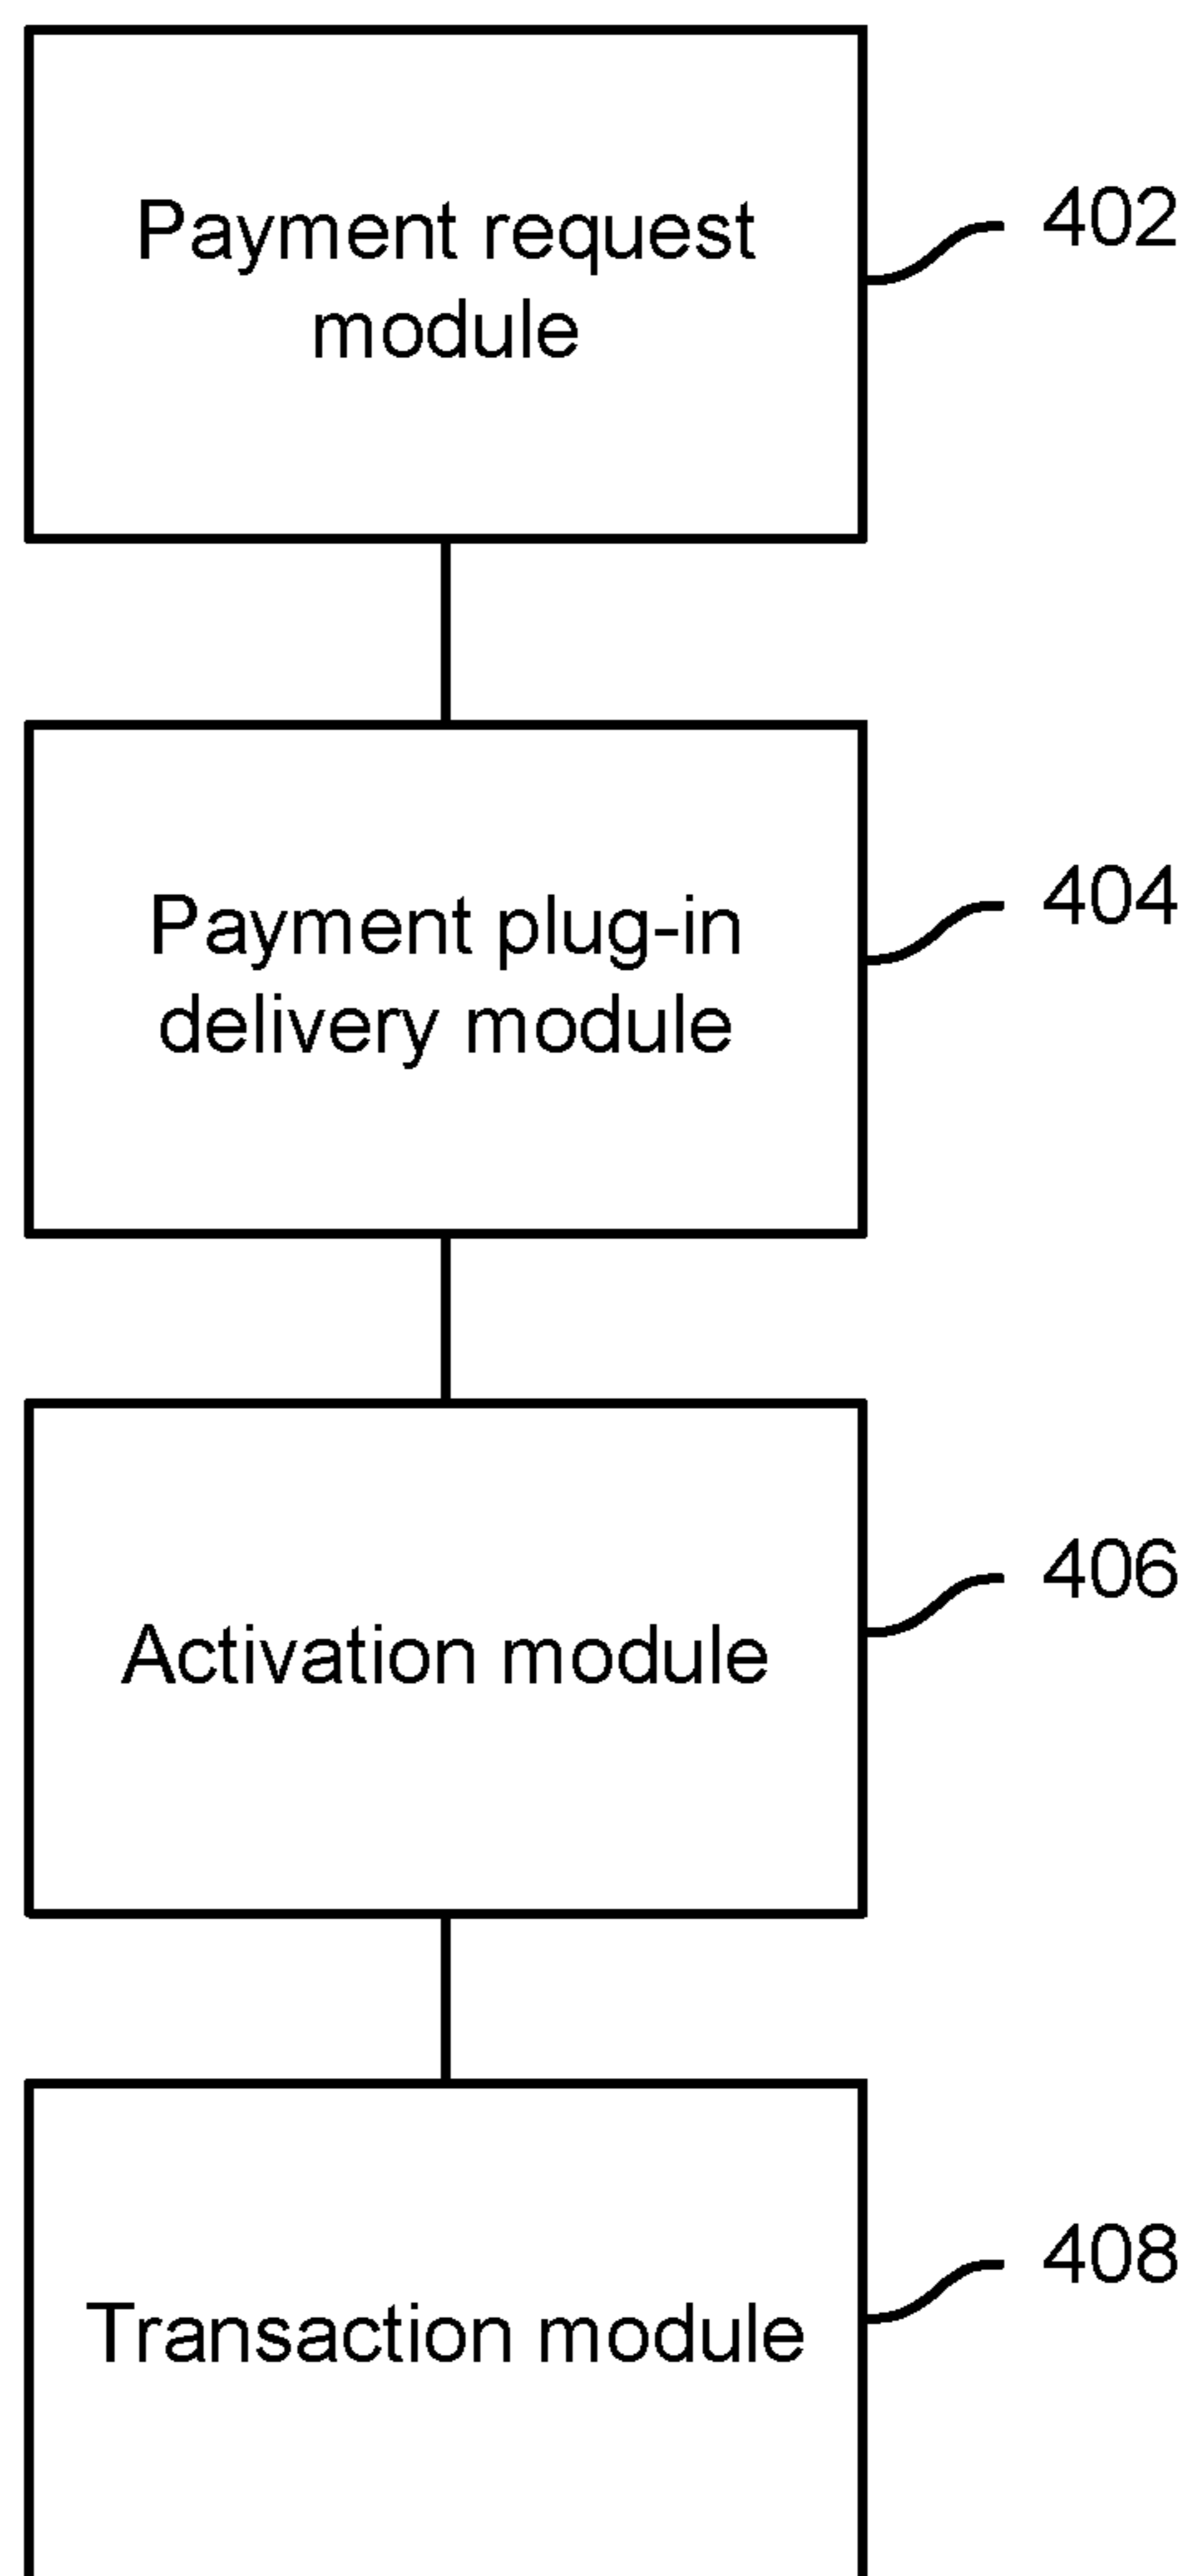 Payment request
module
402
Payment plug-in
delivery module
404
Activation module
406
Transaction module
408